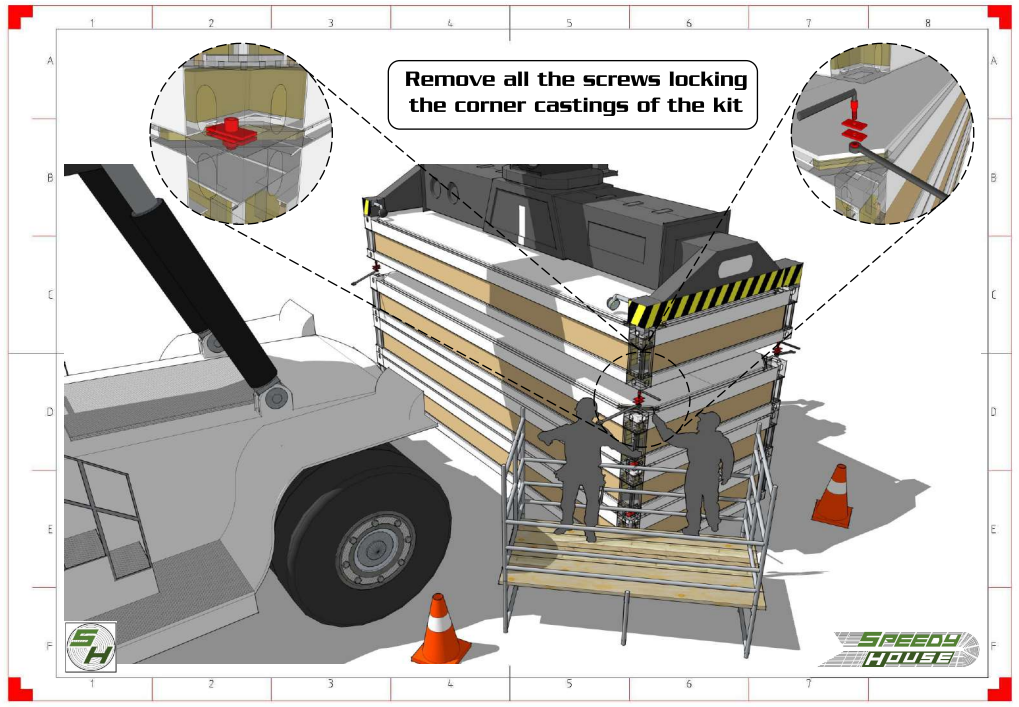 1 2 3 4 5 6 7 8
A A
Remove all the screws locking
the corner castings of the kit
B B
C C
D D
E E
SH
SPEEDY
HOUSE
F F
1 2 3 4 5 6 7